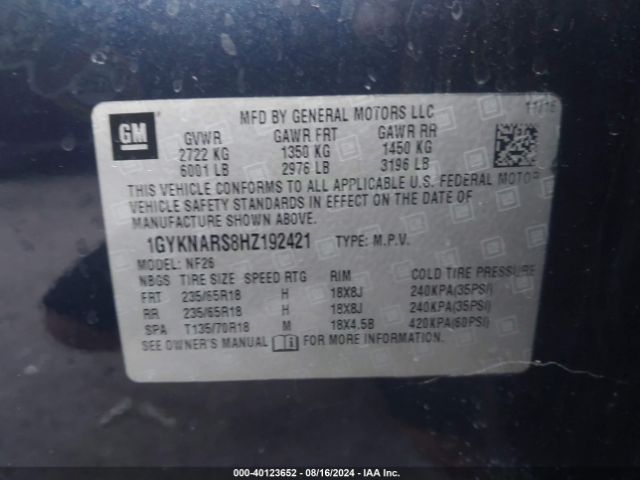 GM
MFD BY GENERAL MOTORS LLC 11/16
GVWR GAWR FRT GAWR RR
2722 KG 1350 KG 1450 KG
6001 LB 2976 LB 3196 LB
THIS VEHICLE CONFORMS TO ALL APPLICABLE U.S. FEDERAL MOTOR
VEHICLE SAFETY STANDARDS IN EFFECT ON THE DATE OF
MANUFACTURE SHOWN ABOVE.
1GYKNARS8HZ192421 TYPE: M.P.V.
MODEL: NF26
NBGS TIRE SIZE SPEED RTG RIM COLD TIRE PRESSURE
FRT 235/65R18 H 18X8J 240KPA(35PSI)
RR 235/65R18 H 18X8J 240KPA(35PSI)
SPA T135/70R18 M 18X4.5B 420KPA(60PSI)
SEE OWNER'S MANUAL FOR MORE INFORMATION.
000-40123652 - 08/16/2024 - IAA Inc.